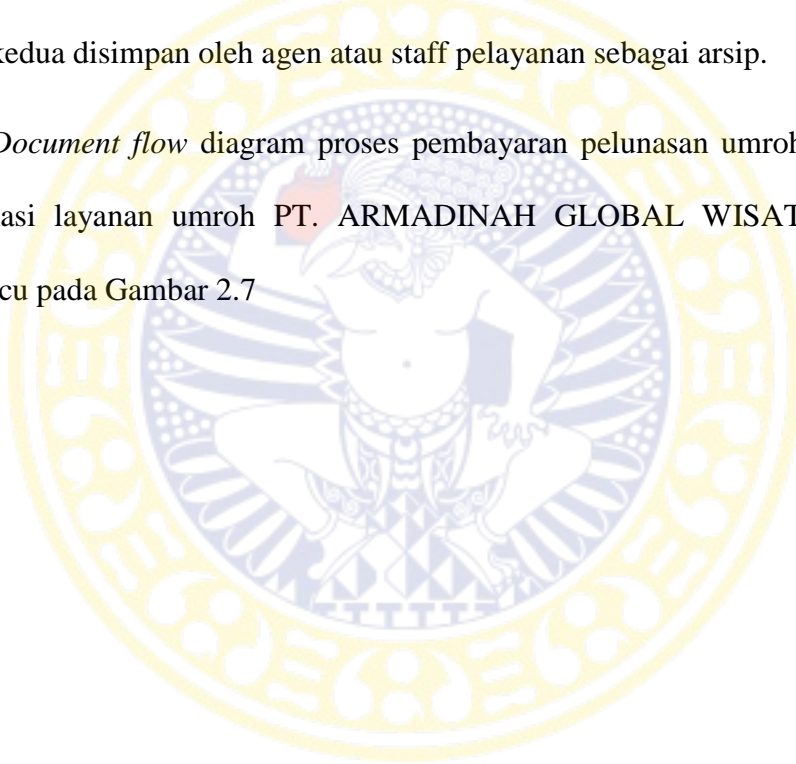 kedua disimpan oleh agen atau staff pelayanan sebagai arsip.
Document flow diagram proses pembayaran pelunasan umroh
asi layanan umroh PT. ARMADINAH GLOBAL WISAT
cu pada Gambar 2.7